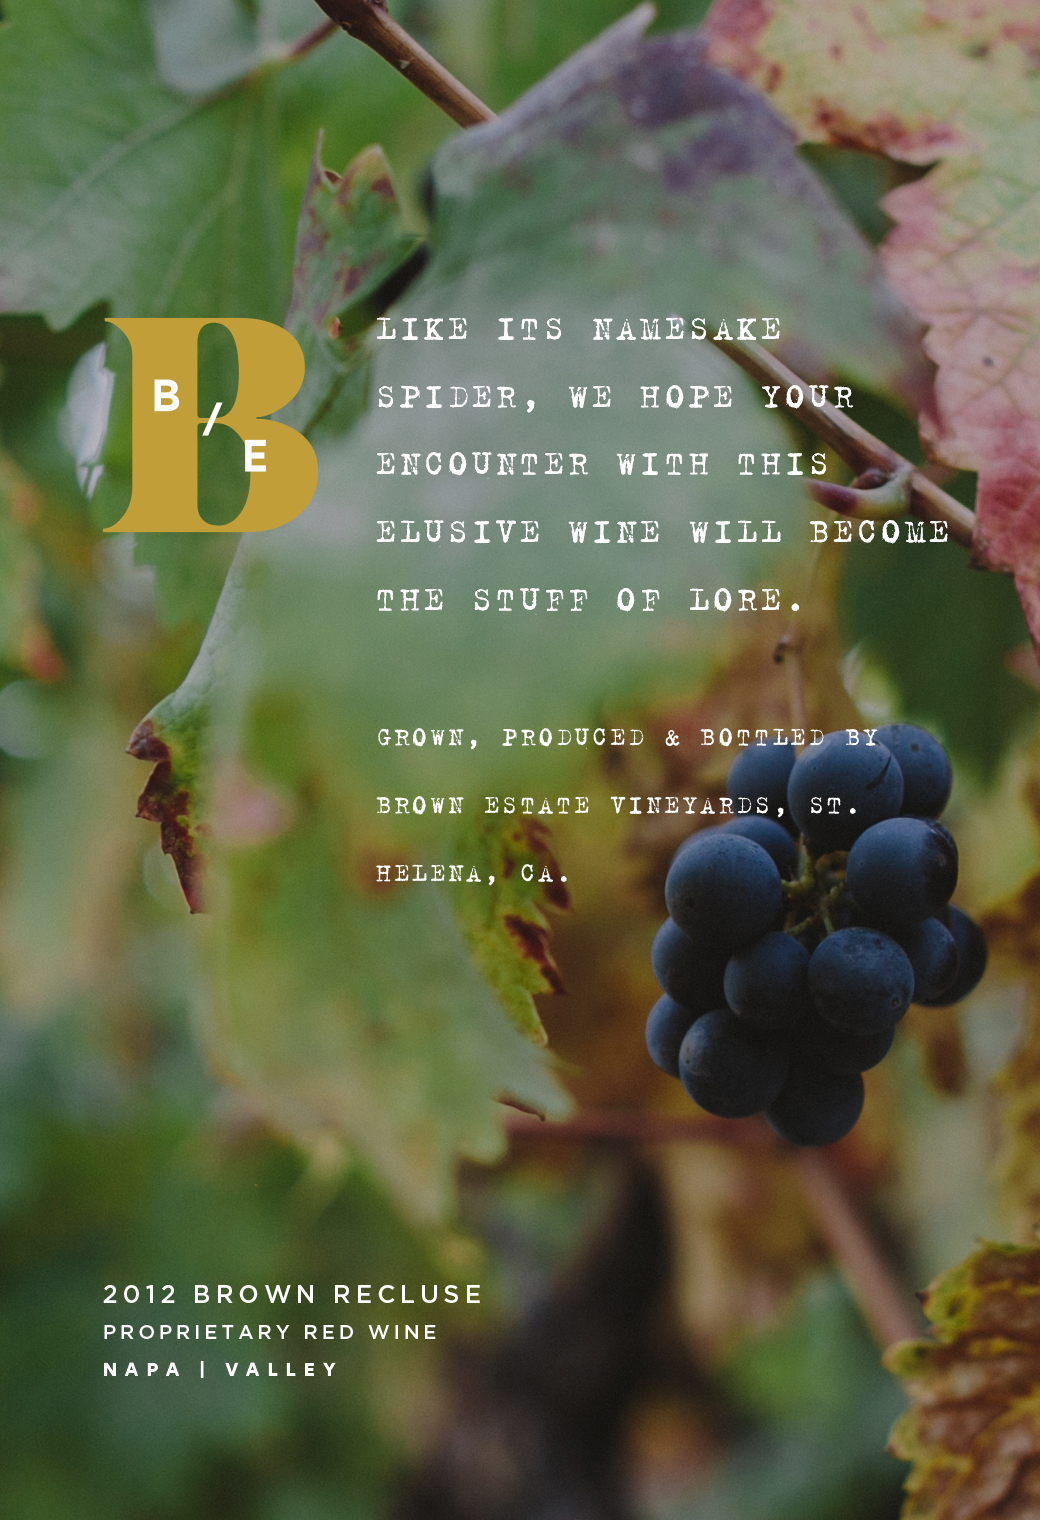 B
B / E
LIKE ITS NAMESAKE
SPIDER, WE HOPE YOUR
ENCOUNTER WITH THIS
ELUSIVE WINE WILL BECOME
THE STUFF OF LORE.
GROWN, PRODUCED & BOTTLED BY
BROWN ESTATE VINEYARDS, ST.
HELENA, CA.
2012 BROWN RECLUSE
PROPRIETARY RED WINE
NAPA | VALLEY